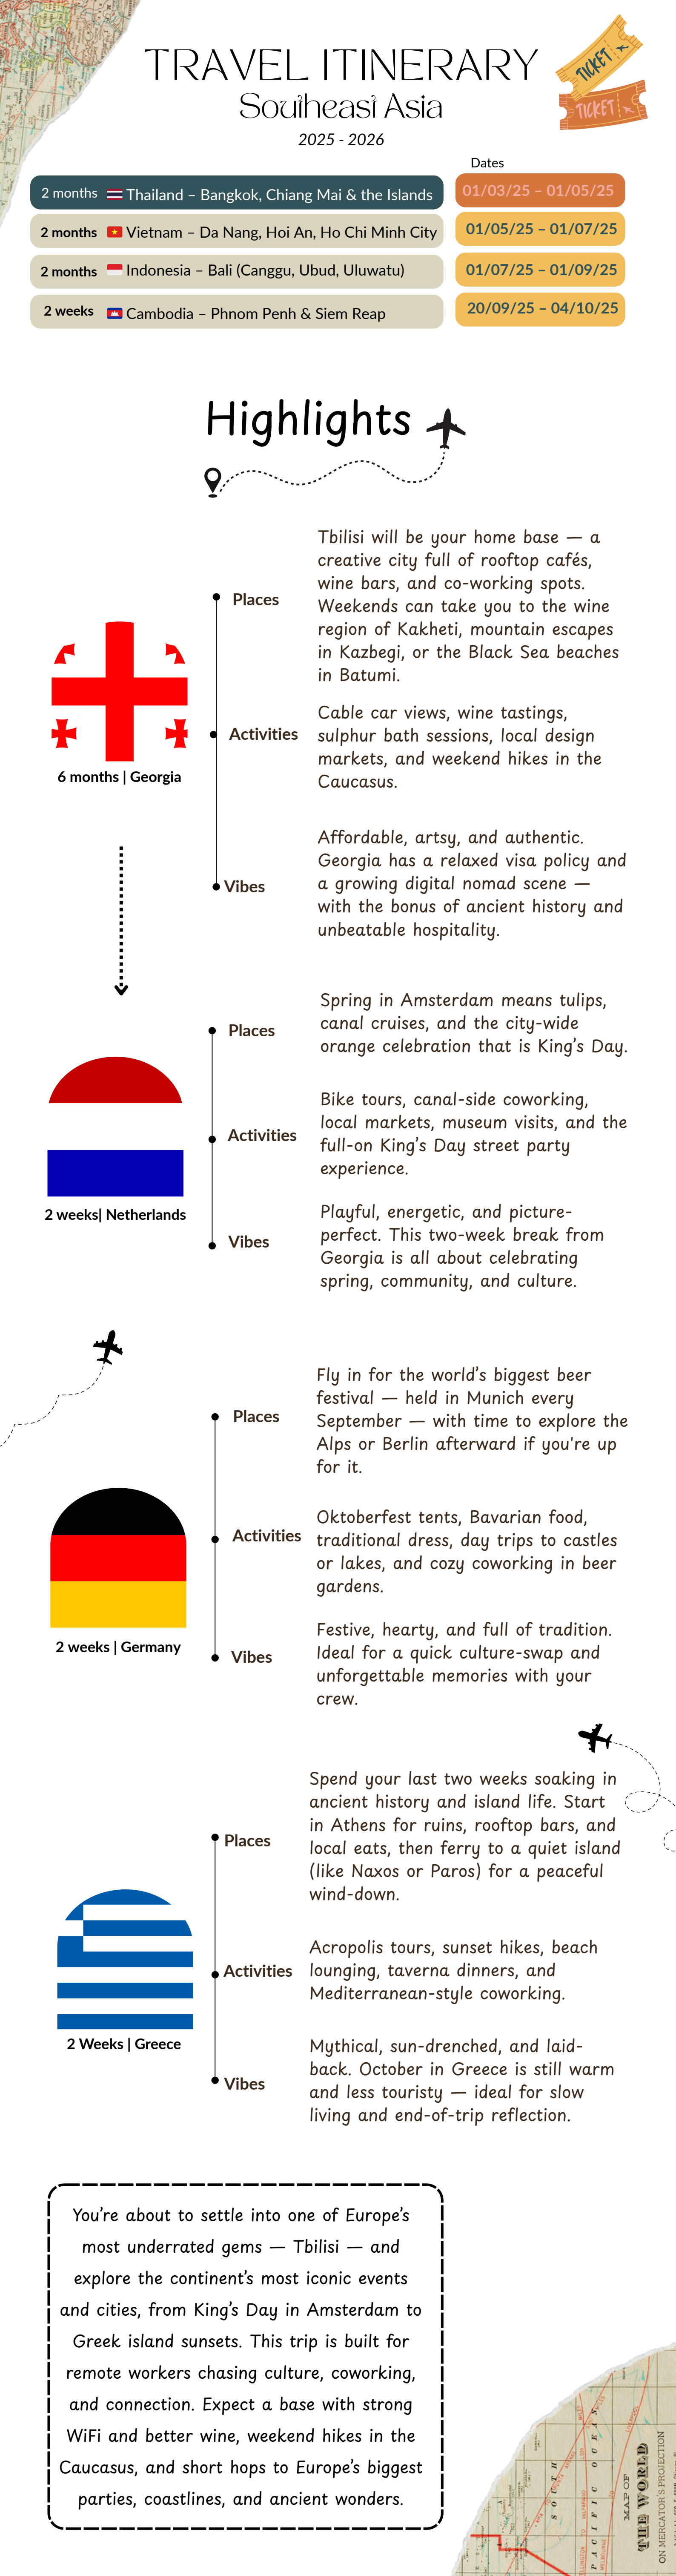 TRAVEL ITINERARY
Southeast Asia
2025 - 2026
TICKET
TICKET
Dates
2 months Thailand – Bangkok, Chiang Mai & the Islands 01/03/25 – 01/05/25
2 months Vietnam – Da Nang, Hoi An, Ho Chi Minh City 01/05/25 – 01/07/25
2 months Indonesia – Bali (Canggu, Ubud, Uluwatu) 01/07/25 – 01/09/25
2 weeks Cambodia – Phnom Penh & Siem Reap 20/09/25 – 04/10/25
Highlights
6 months | Georgia
Places
Tbilisi will be your home base — a
creative city full of rooftop cafés,
wine bars, and co-working spots.
Weekends can take you to the wine
region of Kakheti, mountain escapes
in Kazbegi, or the Black Sea beaches
in Batumi.
Activities
Cable car views, wine tastings,
sulphur bath sessions, local design
markets, and weekend hikes in the
Caucasus.
Vibes
Affordable, artsy, and authentic.
Georgia has a relaxed visa policy and
a growing digital nomad scene —
with the bonus of ancient history and
unbeatable hospitality.
2 weeks| Netherlands
Places
Spring in Amsterdam means tulips,
canal cruises, and the city-wide
orange celebration that is King's Day.
Activities
Bike tours, canal-side coworking,
local markets, museum visits, and the
full-on King's Day street party
experience.
Vibes
Playful, energetic, and picture-
perfect. This two-week break from
Georgia is all about celebrating
spring, community, and culture.
2 weeks | Germany
Places
Fly in for the world's biggest beer
festival — held in Munich every
September — with time to explore the
Alps or Berlin afterward if you're up
for it.
Activities
Oktoberfest tents, Bavarian food,
traditional dress, day trips to castles
or lakes, and cozy coworking in beer
gardens.
Vibes
Festive, hearty, and full of tradition.
Ideal for a quick culture-swap and
unforgettable memories with your
crew.
2 Weeks | Greece
Places
Spend your last two weeks soaking in
ancient history and island life. Start
in Athens for ruins, rooftop bars, and
local eats, then ferry to a quiet island
(like Naxos or Paros) for a peaceful
wind-down.
Activities
Acropolis tours, sunset hikes, beach
lounging, taverna dinners, and
Mediterranean-style coworking.
Vibes
Mythical, sun-drenched, and laid-
back. October in Greece is still warm
and less touristy — ideal for slow
living and end-of-trip reflection.
You're about to settle into one of Europe's
most underrated gems — Tbilisi — and
explore the continent's most iconic events
and cities, from King's Day in Amsterdam to
Greek island sunsets. This trip is built for
remote workers chasing culture, coworking,
and connection. Expect a base with strong
WiFi and better wine, weekend hikes in the
Caucasus, and short hops to Europe's biggest
parties, coastlines, and ancient wonders.
SOUTH
PACIFIC OCEAN
MAP OF
THE WORLD
ON MERCATOR'S PROJECTION